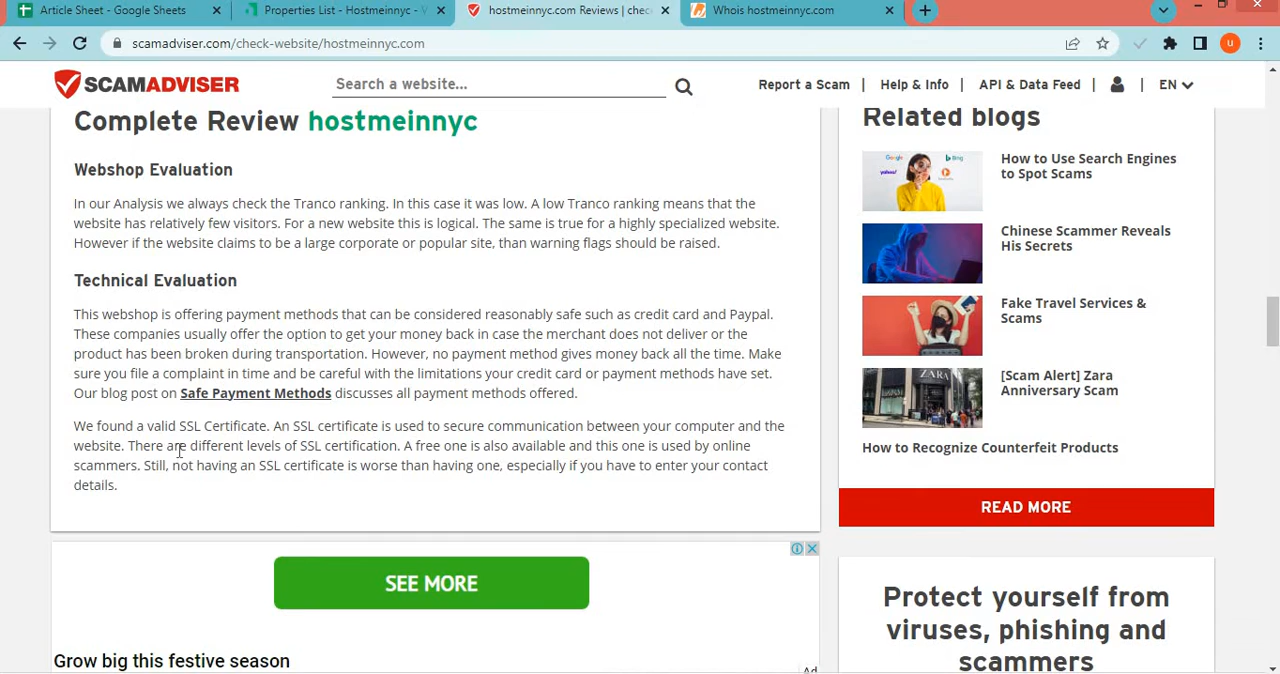 Article Sheet - Google Sheets
Properties List - Hostmeinnyc - V
hostmeinnyc.com Reviews | chec
Whois hostmeinnyc.com
scamadviser.com/check-website/hostmeinnyc.com
u
SCAMADVISER
Search a website...
Report a Scam | Help & Info | API & Data Feed | | EN
Complete Review hostmeinnyc
Webshop Evaluation
In our Analysis we always check the Tranco ranking. In this case it was low. A low Tranco ranking means that the
website has relatively few visitors. For a new website this is logical. The same is true for a highly specialized website.
However if the website claims to be a large corporate or popular site, than warning flags should be raised.
Technical Evaluation
This webshop is offering payment methods that can be considered reasonably safe such as credit card and Paypal.
These companies usually offer the option to get your money back in case the merchant does not deliver or the
product has been broken during transportation. However, no payment method gives money back all the time. Make
sure you file a complaint in time and be careful with the limitations your credit card or payment methods have set.
Our blog post on Safe Payment Methods discusses all payment methods offered.
We found a valid SSL Certificate. An SSL certificate is used to secure communication between your computer and the
website. There are different levels of SSL certification. A free one is also available and this one is used by online
scammers. Still, not having an SSL certificate is worse than having one, especially if you have to enter your contact
details.
SEE MORE
Grow big this festive season
Ad
Related blogs
Google
Bing
yahoo!
How to Use Search Engines
to Spot Scams
Chinese Scammer Reveals
His Secrets
Fake Travel Services &
Scams
ZARA
[Scam Alert] Zara
Anniversary Scam
How to Recognize Counterfeit Products
READ MORE
Protect yourself from
viruses, phishing and
scammers